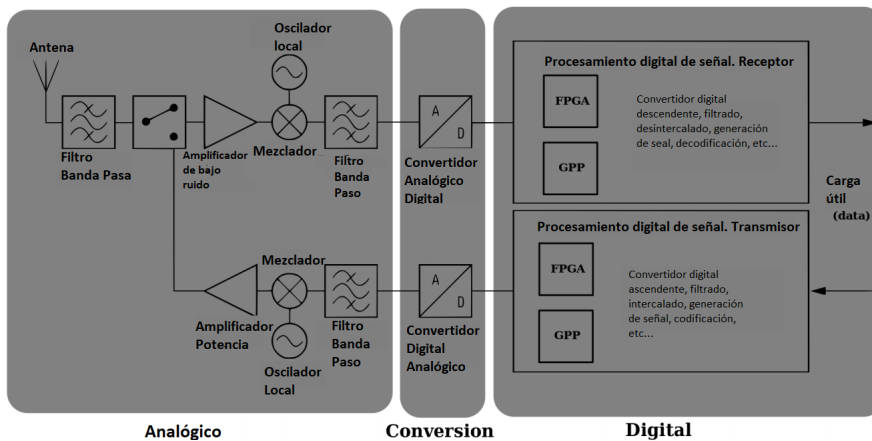 Antena
Oscilador
local
Filtro
Banda Pasa
Amplificador
de bajo
ruido
Mezclador
Filtro
Banda
Paso
A
D
Convertidor
Analógico
Digital
Procesamiento digital de señal. Receptor
FPGA
GPP
Convertidor digital
descendente, filtrado,
desintercalado, generación
de seal, decodificación, etc...
Carga
útil
(data)
Mezclador
Amplificador
Potencia
Oscilador
Local
Filtro
Banda
Paso
A
D
Convertidor
Digital
Analógico
Procesamiento digital de señal. Transmisor
FPGA
GPP
Convertidor digital
ascendente, filtrado,
intercalado, generación
de señal, codificación,
etc...
Analógico
Conversion
Digital